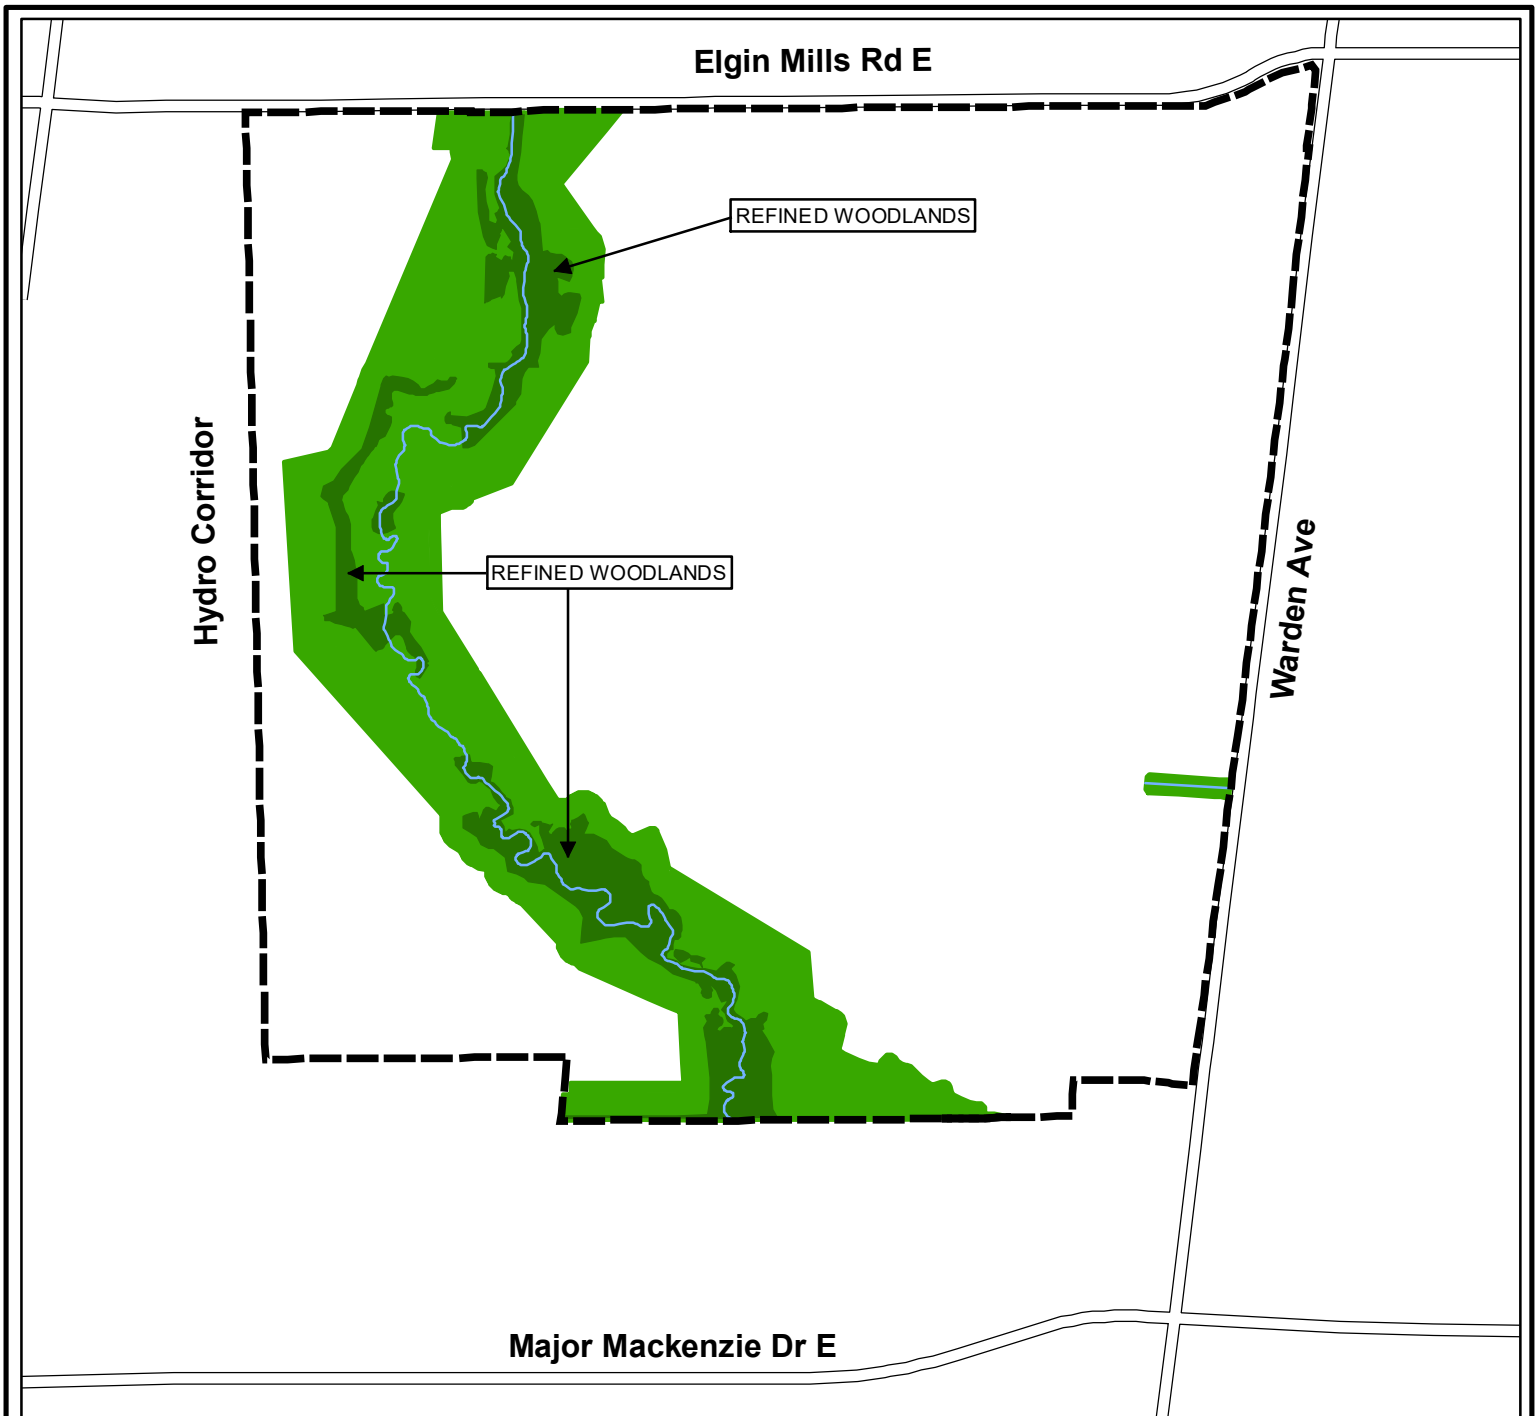 Elgin Mills Rd E
REFINED WOODLANDS
Hydro Corridor
REFINED WOODLANDS
Warden Ave
Major Mackenzie Dr E